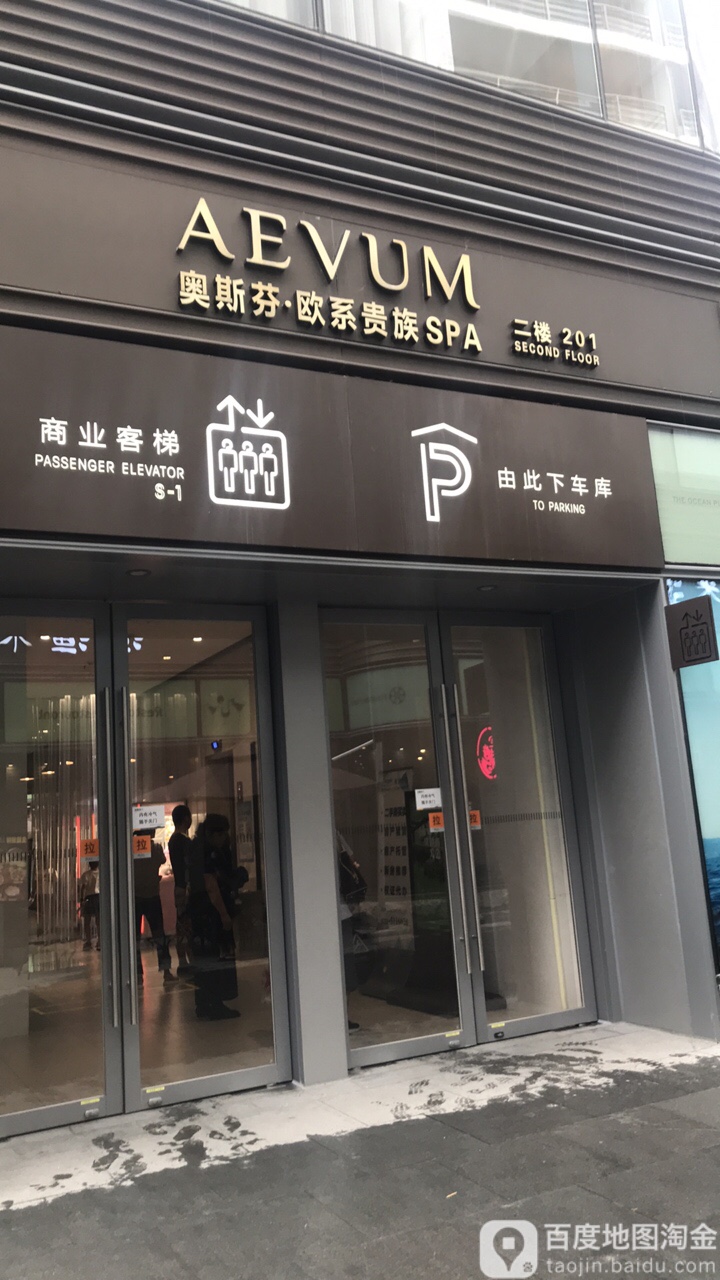 AEVUM
奥斯芬·欧系贵族SPA
二楼 201
SECOND FLOOR
商业客梯
PASSENGER ELEVATOR
S-1
P
由此下车库
TO PARKING
拉
拉
拉
拉
百度地图淘金
taojin.baidu.com